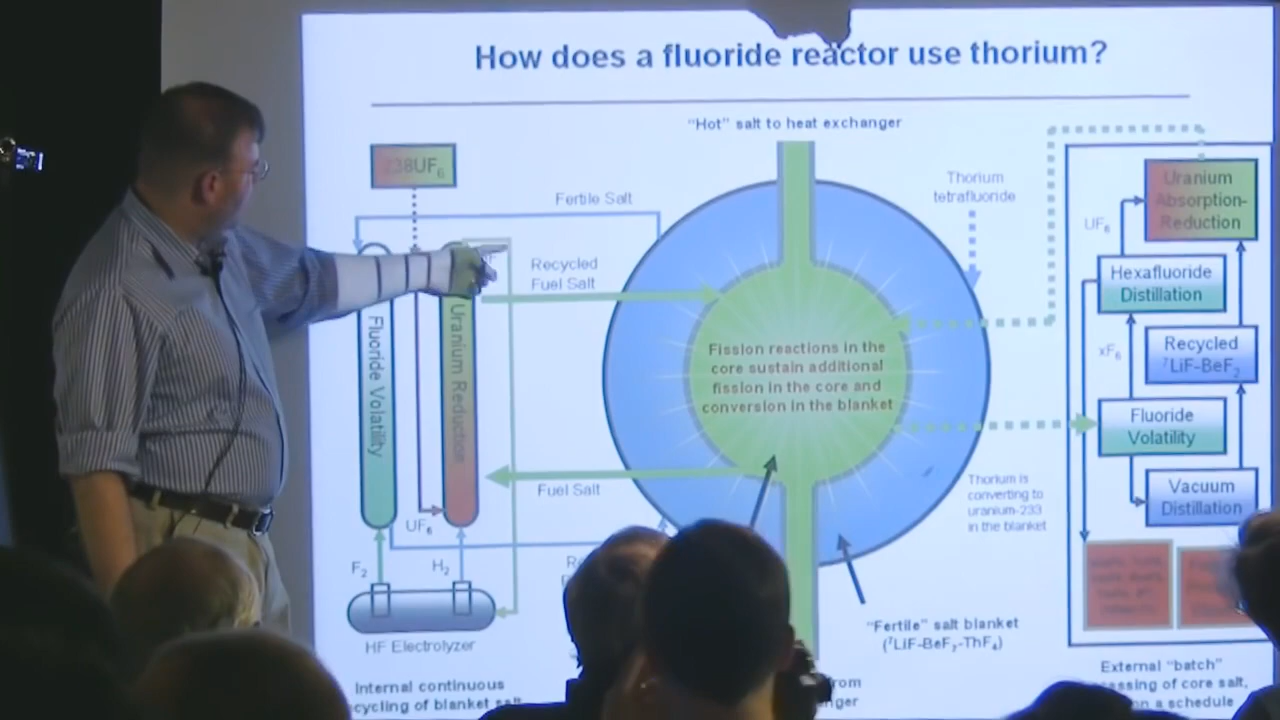 How does a fluoride reactor use thorium?
"Hot" salt to heat exchanger
238UF6
Fertile Salt
Thorium
tetrafluoride
Uranium
Absorption-
Reduction
UF6
Recycled
Fuel Salt
Hexafluoride
Distillation
Fluoride Volatility
Uranium Reduction
Fission reactions in the
core sustain additional
fission in the core and
conversion in the blanket
xF6
Recycled
7LiF-BeF2
Fluoride
Volatility
Fuel Salt
Thorium is
converting to
uranium-233
in the blanket
Vacuum
Distillation
UF6
F2
H2
HF Electrolyzer
"Fertile" salt blanket
(7LiF-BeF2-ThF4)
Internal continuous
cycling of blanket salt
from
External "batch"
of core salt,
on a schedule